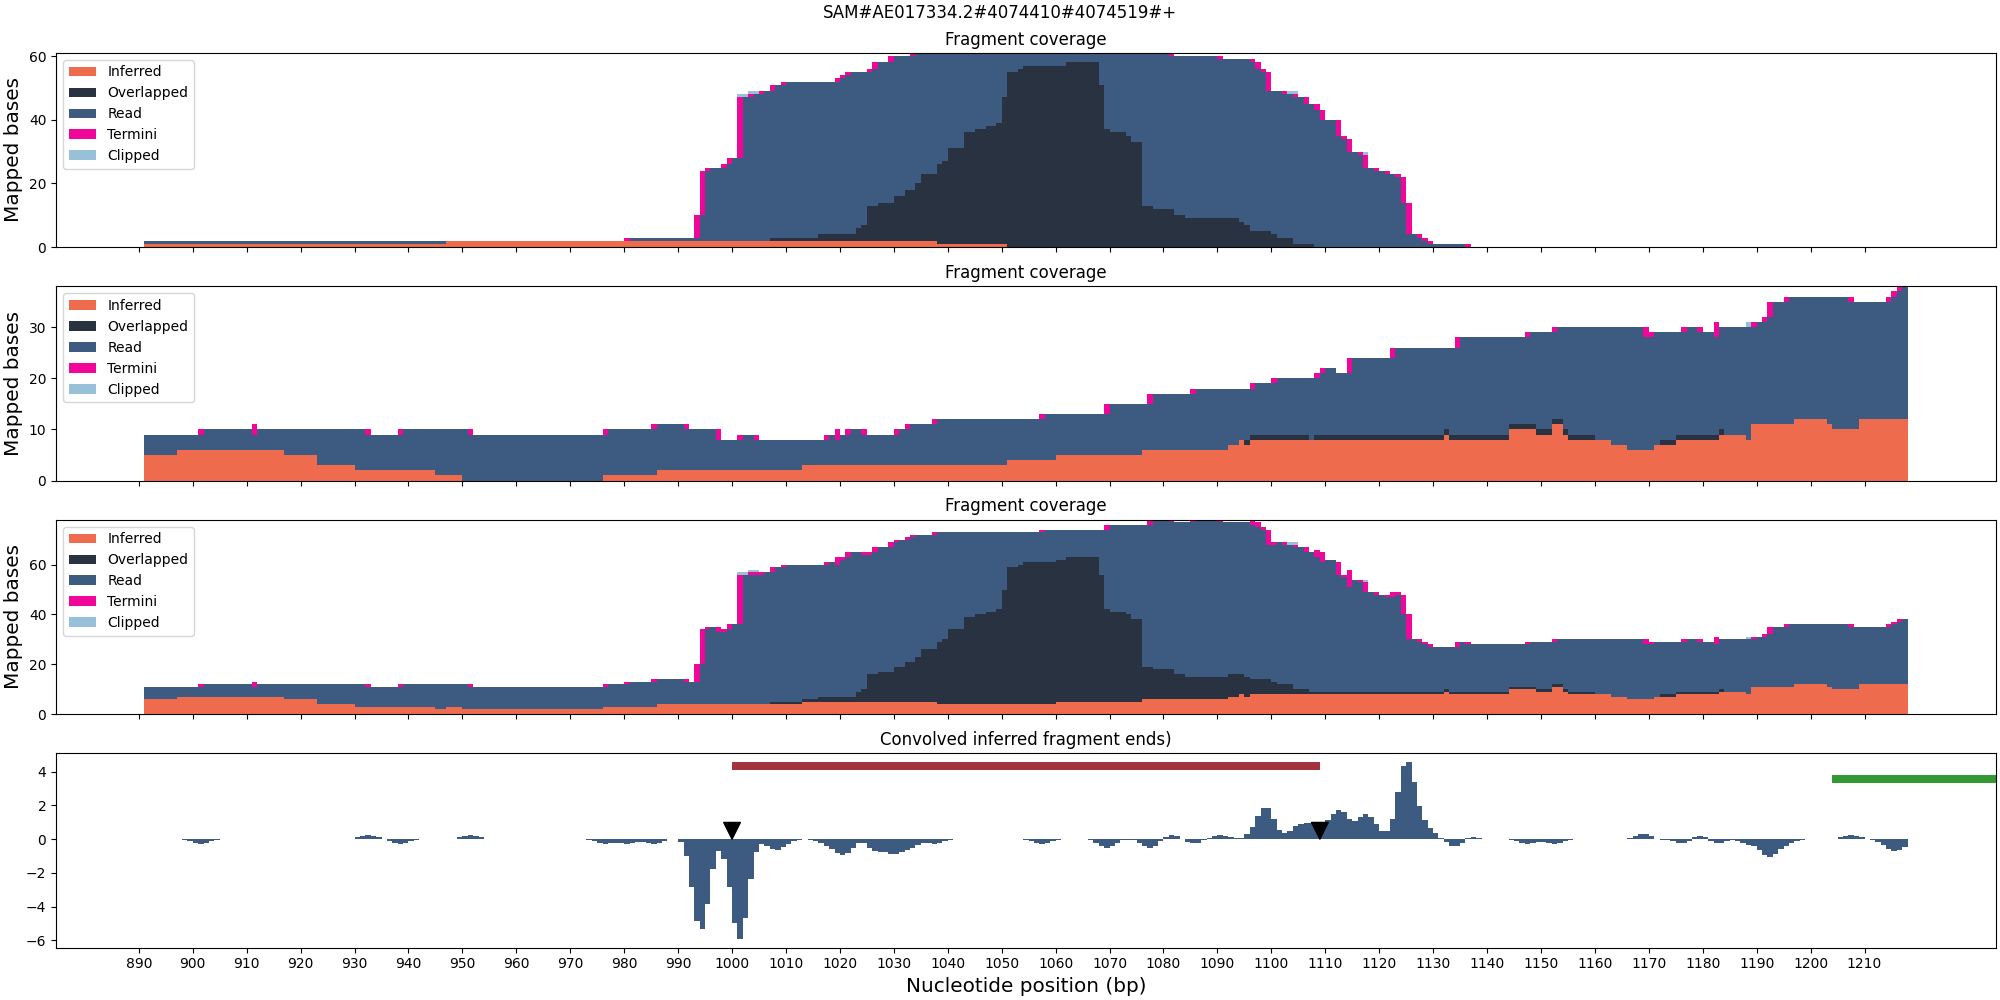 SAM#AE017334.2#4074410#4074519#+
Fragment coverage
Mapped bases
60
40
20
0
Inferred
Overlapped
Read
Termini
Clipped
Fragment coverage
Mapped bases
30
20
10
0
Inferred
Overlapped
Read
Termini
Clipped
Fragment coverage
Mapped bases
60
40
20
0
Inferred
Overlapped
Read
Termini
Clipped
Convolved inferred fragment ends)
4
2
0
−2
−4
−6
890 900 910 920 930 940 950 960 970 980 990 1000 1010 1020 1030 1040 1050 1060 1070 1080 1090 1100 1110 1120 1130 1140 1150 1160 1170 1180 1190 1200 1210
Nucleotide position (bp)